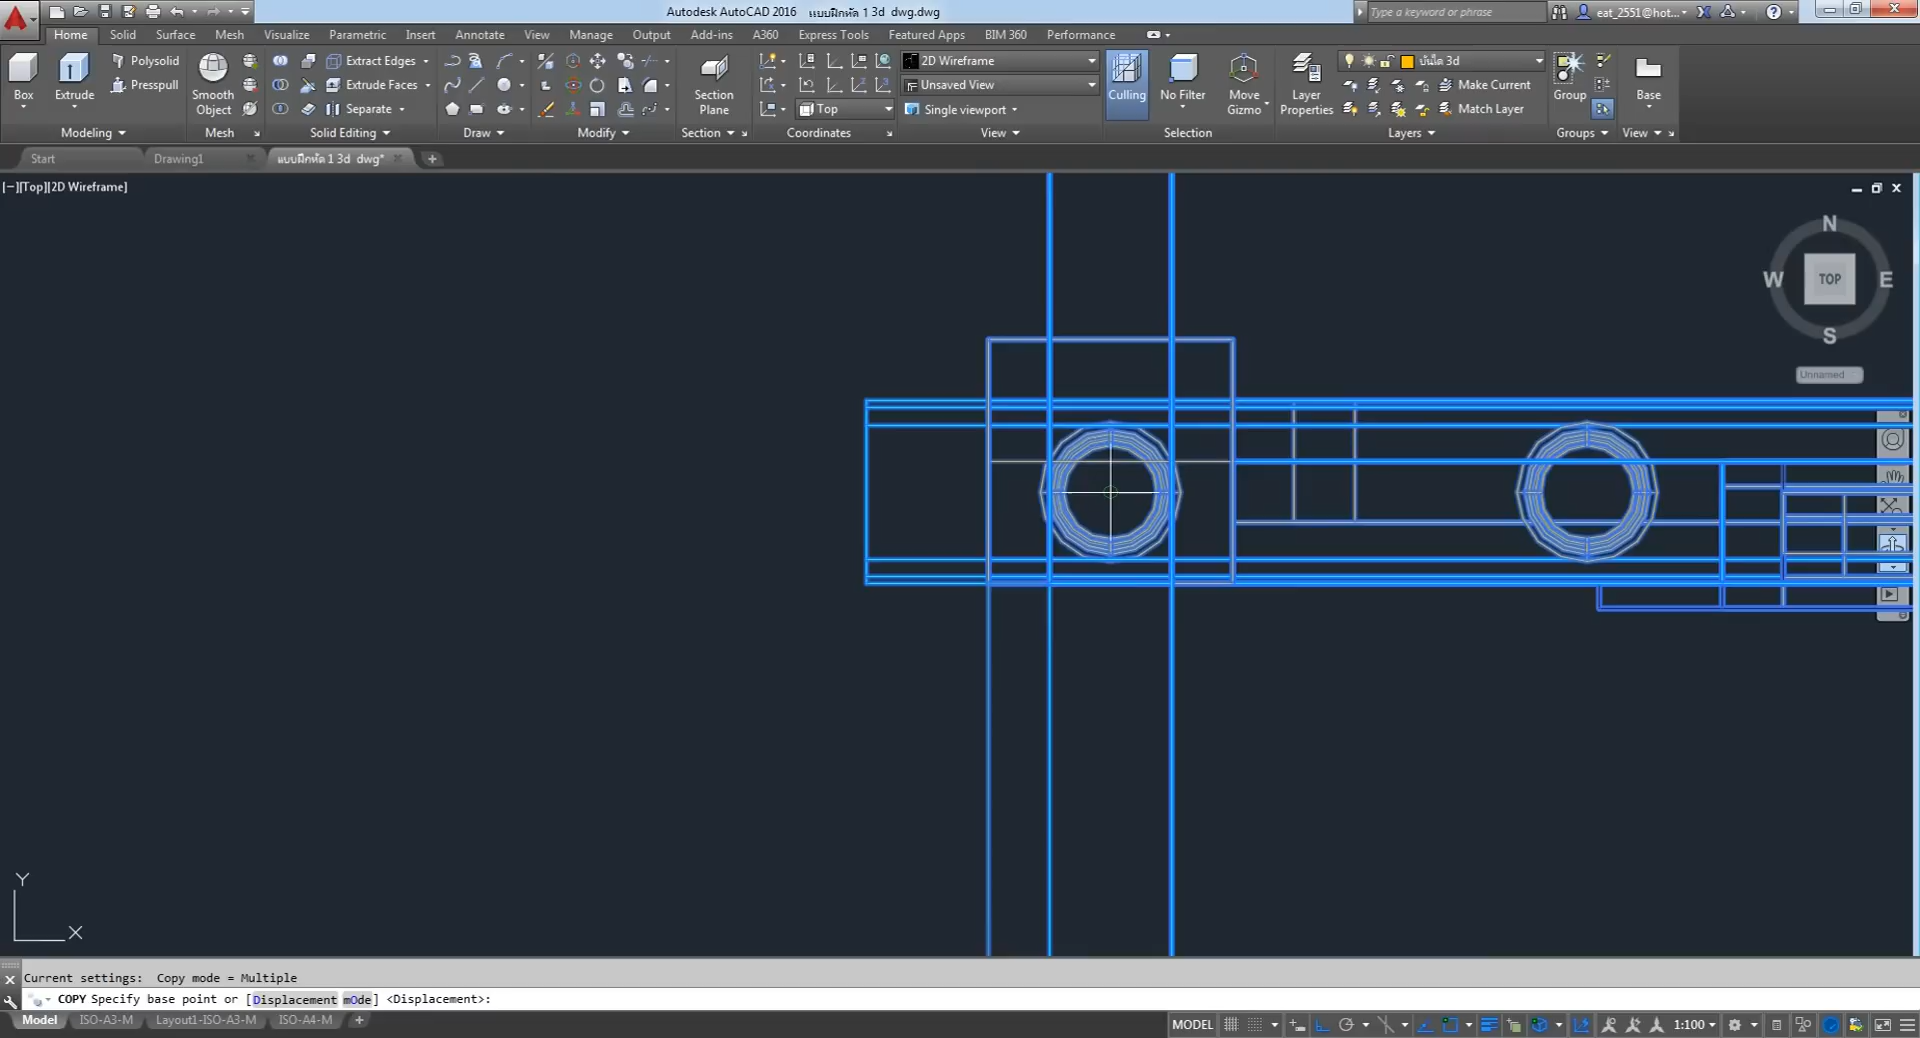 Autodesk AutoCAD 2016 แบบฝึกหัด 1 3d dwg.dwg
Type a keyword or phrase
eat_2551@hot...
Home Solid Surface Mesh Visualize Parametric Insert Annotate View Manage Output Add-ins A360 Express Tools Featured Apps BIM 360 Performance
Box
Extrude
Polysolid
Presspull
Modeling
Smooth
Object
Mesh
Extract Edges
Extrude Faces
Separate
Solid Editing
Draw
Modify
Section
Plane
Section
Top
Coordinates
2D Wireframe
Unsaved View
Single viewport
View
Culling
No Filter
Move
Gizmo
Selection
Layer
Properties
บันได 3d
Make Current
Match Layer
Layers
Group
Groups
Base
View
Start
Drawing1
แบบฝึกหัด 1 3d dwg*
[−][Top][2D Wireframe]
N
W TOP E
S
Unnamed
Y
X
Current settings: Copy mode = Multiple
COPY Specify base point or [Displacement mOde] <Displacement>:
Model ISO-A3-M Layout1-ISO-A3-M ISO-A4-M
MODEL
1:100